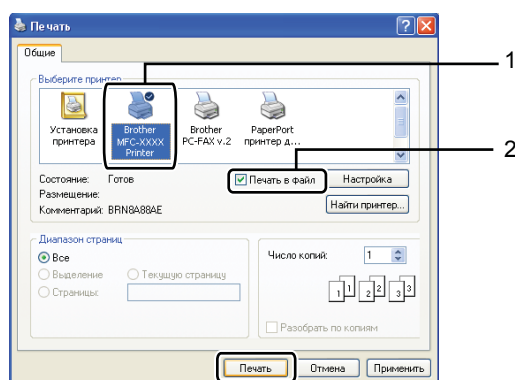 Печать
Общие
Выберите принтер
Установка принтера
Brother MFC-XXXX Printer
Brother PC-FAX v.2
PaperPort принтер д...
1
2
Состояние: Готов
Печать в файл
Настройка
Размещение:
Комментарий: BRN8A88AE
Найти принтер...
Диапазон страниц
Все
Выделение
Текущую страницу
Страницы:
Число копий: 1
1 1 2 2 3 3
Разобрать по копиям
Печать
Отмена
Применить